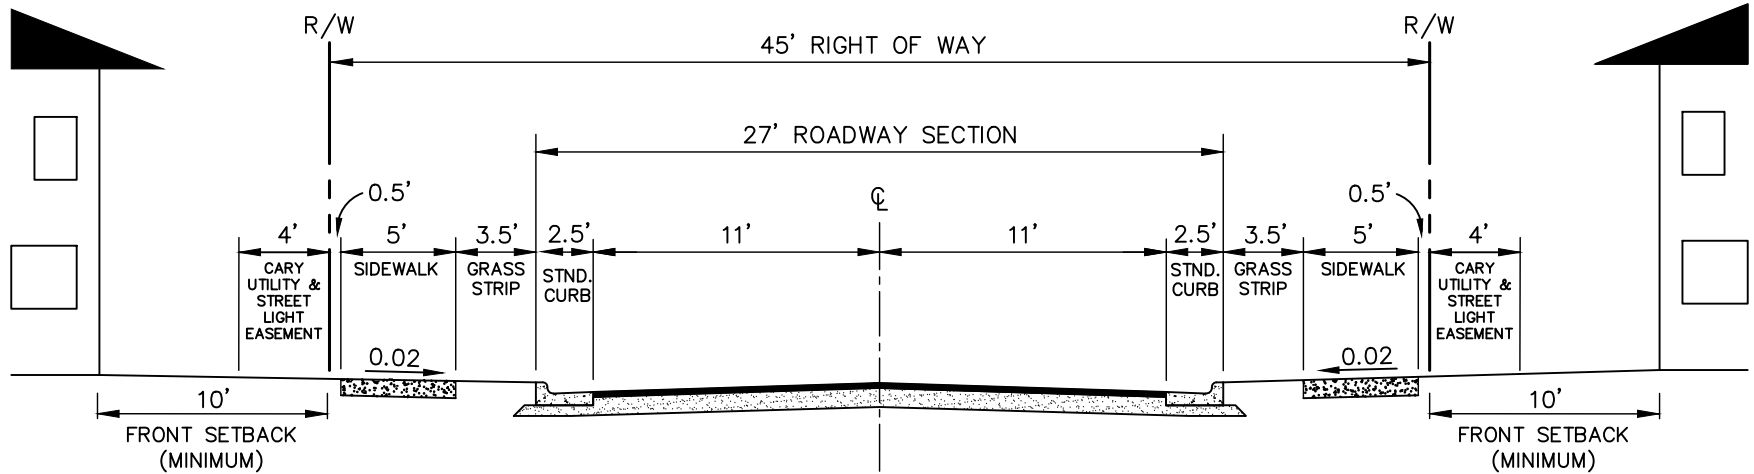 R/W
R/W
45' RIGHT OF WAY
27' ROADWAY SECTION
0.5'
℄
0.5'
4'
5'
3.5'
2.5'
11'
11'
2.5'
3.5'
5'
4'
CARY
UTILITY &
STREET
LIGHT
EASEMENT
SIDEWALK
GRASS
STRIP
STND.
CURB
STND.
CURB
GRASS
STRIP
SIDEWALK
CARY
UTILITY &
STREET
LIGHT
EASEMENT
0.02
0.02
10'
FRONT SETBACK
(MINIMUM)
10'
FRONT SETBACK
(MINIMUM)